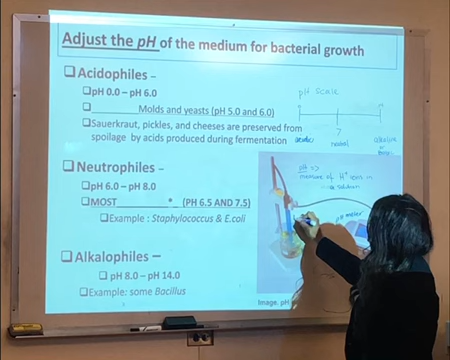 Adjust the pH of the medium for bacterial growth
❑Acidophiles –
❑pH 0.0 – pH 6.0
❑____________ Molds and yeasts (pH 5.0 and 6.0)
❑Sauerkraut, pickles, and cheeses are preserved from
spoilage by acids produced during fermentation
pH scale
7
neutral
alkaline
or
❑Neutrophiles –
❑pH 6.0 – pH 8.0
❑MOST__________* (PH 6.5 AND 7.5)
❑Example : Staphylococcus & E.coli
pH =>
measure of H+ ions in
a solution
pH meter
❑Alkalophiles –
❑ pH 8.0 – pH 14.0
❑Example: some Bacillus
Image. pH